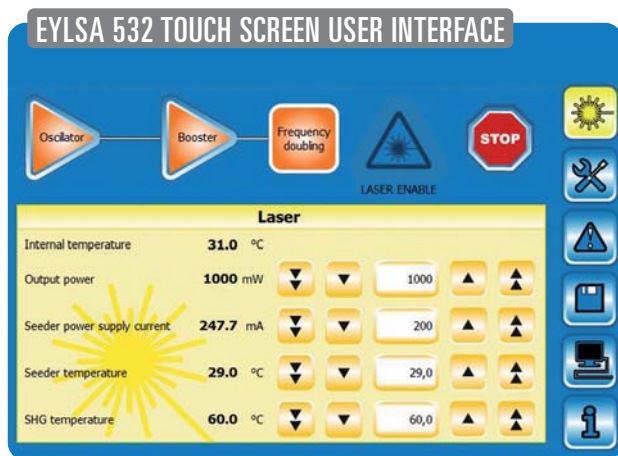 EYLSA 532 TOUCH SCREEN USER INTERFACE
Oscilator Booster Frequency doubling STOP
LASER ENABLE
Laser
Internal temperature 31.0 °C
Output power 1000 mW 1000
Seeder power supply current 247.7 mA 200
Seeder temperature 29.0 °C 29,0
SHG temperature 60.0 °C 60,0